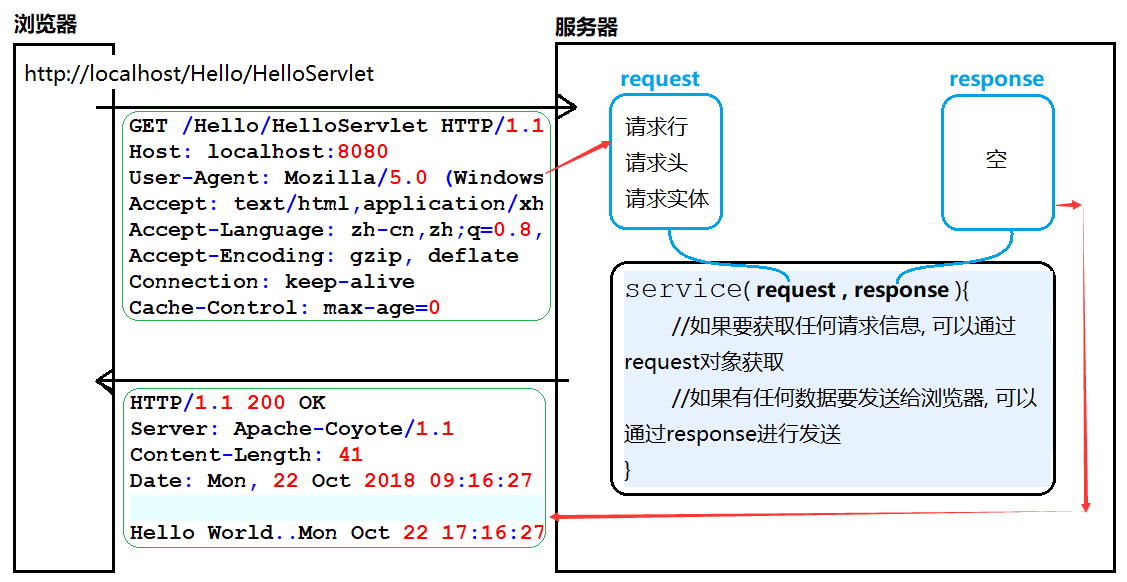 浏览器
服务器
http://localhost/Hello/HelloServlet
request
response
GET /Hello/HelloServlet HTTP/1.1
Host: localhost:8080
User-Agent: Mozilla/5.0 (Windows
Accept: text/html,application/xh
Accept-Language: zh-cn,zh;q=0.8,
Accept-Encoding: gzip, deflate
Connection: keep-alive
Cache-Control: max-age=0
请求行
请求头
请求实体
空
service( request , response ){
//如果要获取任何请求信息, 可以通过
request对象获取
//如果有任何数据要发送给浏览器, 可以
通过response进行发送
}
HTTP/1.1 200 OK
Server: Apache-Coyote/1.1
Content-Length: 41
Date: Mon, 22 Oct 2018 09:16:27
Hello World..Mon Oct 22 17:16:27